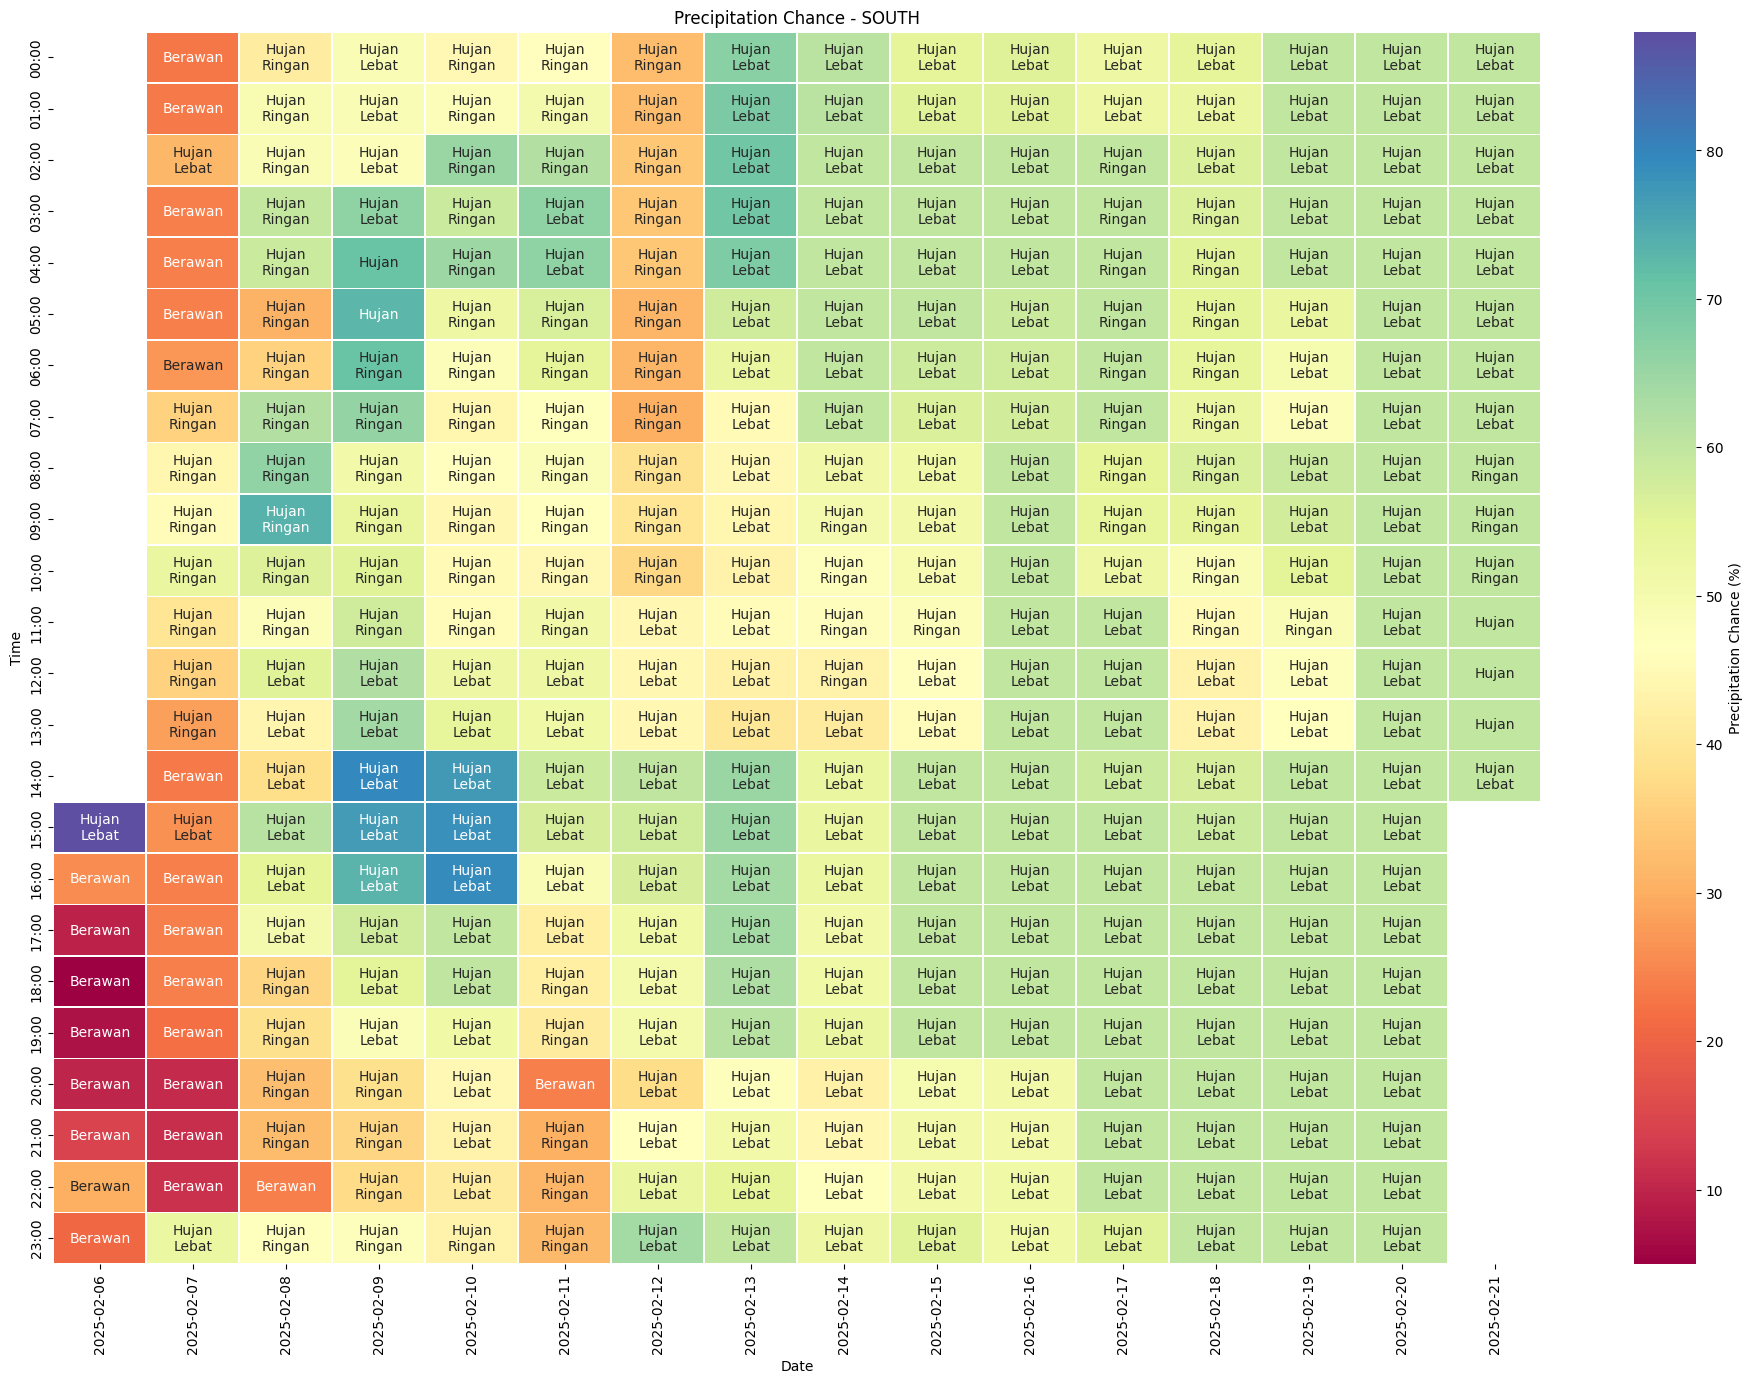 Precipitation Chance - SOUTH
00:00 Berawan Hujan Ringan Hujan Lebat Hujan Ringan Hujan Ringan Hujan Ringan Hujan Lebat Hujan Lebat Hujan Lebat Hujan Lebat Hujan Lebat Hujan Lebat Hujan Lebat Hujan Lebat Hujan Lebat
01:00 Berawan Hujan Ringan Hujan Lebat Hujan Ringan Hujan Ringan Hujan Ringan Hujan Lebat Hujan Lebat Hujan Lebat Hujan Lebat Hujan Lebat Hujan Lebat Hujan Lebat Hujan Lebat Hujan Lebat
02:00 Hujan Lebat Hujan Ringan Hujan Lebat Hujan Ringan Hujan Ringan Hujan Ringan Hujan Lebat Hujan Lebat Hujan Lebat Hujan Lebat Hujan Ringan Hujan Lebat Hujan Lebat Hujan Lebat Hujan Lebat
03:00 Berawan Hujan Ringan Hujan Lebat Hujan Ringan Hujan Lebat Hujan Ringan Hujan Lebat Hujan Lebat Hujan Lebat Hujan Lebat Hujan Ringan Hujan Ringan Hujan Lebat Hujan Lebat Hujan Lebat
04:00 Berawan Hujan Ringan Hujan Hujan Ringan Hujan Lebat Hujan Ringan Hujan Lebat Hujan Lebat Hujan Lebat Hujan Lebat Hujan Ringan Hujan Ringan Hujan Lebat Hujan Lebat Hujan Lebat
05:00 Berawan Hujan Ringan Hujan Hujan Ringan Hujan Ringan Hujan Ringan Hujan Lebat Hujan Lebat Hujan Lebat Hujan Lebat Hujan Ringan Hujan Ringan Hujan Lebat Hujan Lebat Hujan Lebat
06:00 Berawan Hujan Ringan Hujan Ringan Hujan Ringan Hujan Ringan Hujan Ringan Hujan Lebat Hujan Lebat Hujan Lebat Hujan Lebat Hujan Ringan Hujan Ringan Hujan Lebat Hujan Lebat Hujan Lebat
07:00 Hujan Ringan Hujan Ringan Hujan Ringan Hujan Ringan Hujan Ringan Hujan Ringan Hujan Lebat Hujan Lebat Hujan Lebat Hujan Lebat Hujan Ringan Hujan Ringan Hujan Lebat Hujan Lebat Hujan Lebat
08:00 Hujan Ringan Hujan Ringan Hujan Ringan Hujan Ringan Hujan Ringan Hujan Ringan Hujan Lebat Hujan Lebat Hujan Lebat Hujan Lebat Hujan Ringan Hujan Ringan Hujan Lebat Hujan Lebat Hujan Ringan
09:00 Hujan Ringan Hujan Ringan Hujan Ringan Hujan Ringan Hujan Ringan Hujan Ringan Hujan Lebat Hujan Ringan Hujan Lebat Hujan Lebat Hujan Ringan Hujan Ringan Hujan Lebat Hujan Lebat Hujan Ringan
10:00 Hujan Ringan Hujan Ringan Hujan Ringan Hujan Ringan Hujan Ringan Hujan Ringan Hujan Lebat Hujan Ringan Hujan Lebat Hujan Lebat Hujan Lebat Hujan Ringan Hujan Lebat Hujan Lebat Hujan Ringan
11:00 Hujan Ringan Hujan Ringan Hujan Ringan Hujan Ringan Hujan Ringan Hujan Lebat Hujan Lebat Hujan Ringan Hujan Ringan Hujan Lebat Hujan Lebat Hujan Ringan Hujan Ringan Hujan Lebat Hujan
12:00 Hujan Ringan Hujan Lebat Hujan Lebat Hujan Lebat Hujan Lebat Hujan Lebat Hujan Lebat Hujan Ringan Hujan Lebat Hujan Lebat Hujan Lebat Hujan Lebat Hujan Lebat Hujan Lebat Hujan
13:00 Hujan Ringan Hujan Lebat Hujan Lebat Hujan Lebat Hujan Lebat Hujan Lebat Hujan Lebat Hujan Lebat Hujan Lebat Hujan Lebat Hujan Lebat Hujan Lebat Hujan Lebat Hujan Lebat Hujan
14:00 Berawan Hujan Lebat Hujan Lebat Hujan Lebat Hujan Lebat Hujan Lebat Hujan Lebat Hujan Lebat Hujan Lebat Hujan Lebat Hujan Lebat Hujan Lebat Hujan Lebat Hujan Lebat Hujan Lebat
15:00 Hujan Lebat Hujan Lebat Hujan Lebat Hujan Lebat Hujan Lebat Hujan Lebat Hujan Lebat Hujan Lebat Hujan Lebat Hujan Lebat Hujan Lebat Hujan Lebat Hujan Lebat Hujan Lebat Hujan Lebat
16:00 Berawan Berawan Hujan Lebat Hujan Lebat Hujan Lebat Hujan Lebat Hujan Lebat Hujan Lebat Hujan Lebat Hujan Lebat Hujan Lebat Hujan Lebat Hujan Lebat Hujan Lebat Hujan Lebat
17:00 Berawan Berawan Hujan Lebat Hujan Lebat Hujan Lebat Hujan Lebat Hujan Lebat Hujan Lebat Hujan Lebat Hujan Lebat Hujan Lebat Hujan Lebat Hujan Lebat Hujan Lebat Hujan Lebat
18:00 Berawan Berawan Hujan Ringan Hujan Lebat Hujan Lebat Hujan Ringan Hujan Lebat Hujan Lebat Hujan Lebat Hujan Lebat Hujan Lebat Hujan Lebat Hujan Lebat Hujan Lebat Hujan Lebat
19:00 Berawan Berawan Hujan Ringan Hujan Lebat Hujan Lebat Hujan Ringan Hujan Lebat Hujan Lebat Hujan Lebat Hujan Lebat Hujan Lebat Hujan Lebat Hujan Lebat Hujan Lebat Hujan Lebat
20:00 Berawan Berawan Hujan Ringan Hujan Ringan Hujan Lebat Berawan Hujan Lebat Hujan Lebat Hujan Lebat Hujan Lebat Hujan Lebat Hujan Lebat Hujan Lebat Hujan Lebat Hujan Lebat
21:00 Berawan Berawan Hujan Ringan Hujan Ringan Hujan Lebat Hujan Ringan Hujan Lebat Hujan Lebat Hujan Lebat Hujan Lebat Hujan Lebat Hujan Lebat Hujan Lebat Hujan Lebat Hujan Lebat
22:00 Berawan Berawan Berawan Hujan Ringan Hujan Lebat Hujan Ringan Hujan Lebat Hujan Lebat Hujan Lebat Hujan Lebat Hujan Lebat Hujan Lebat Hujan Lebat Hujan Lebat Hujan Lebat
23:00 Berawan Hujan Lebat Hujan Ringan Hujan Ringan Hujan Ringan Hujan Ringan Hujan Lebat Hujan Lebat Hujan Lebat Hujan Lebat Hujan Lebat Hujan Lebat Hujan Lebat Hujan Lebat Hujan Lebat
Time
2025-02-06 2025-02-07 2025-02-08 2025-02-09 2025-02-10 2025-02-11 2025-02-12 2025-02-13 2025-02-14 2025-02-15 2025-02-16 2025-02-17 2025-02-18 2025-02-19 2025-02-20 2025-02-21
Date
80
70
60
50
40
30
20
10
Precipitation Chance (%)